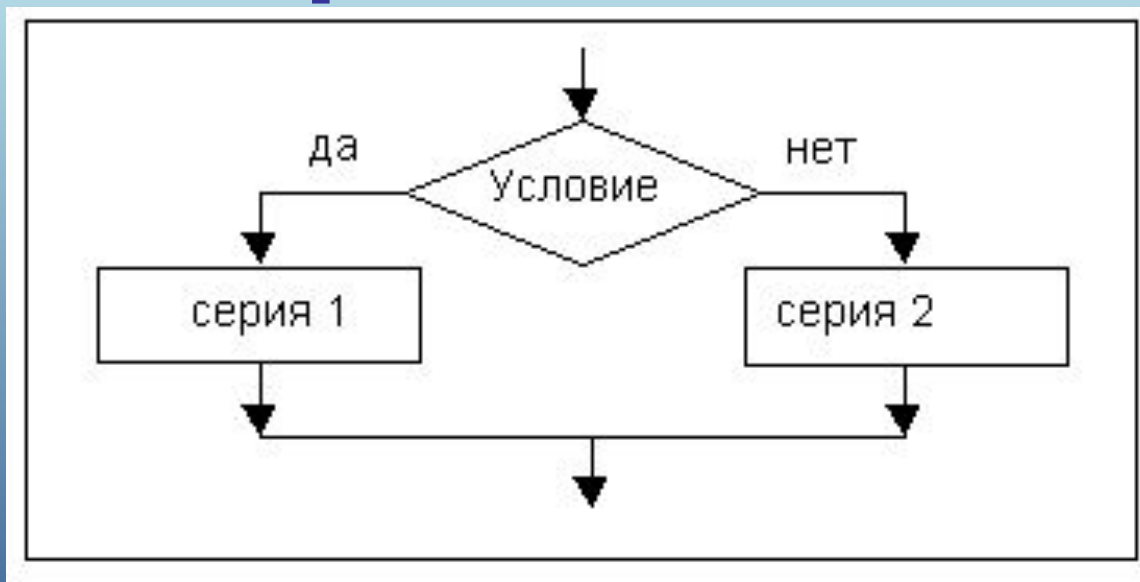 да
нет
Условие
серия 1
серия 2